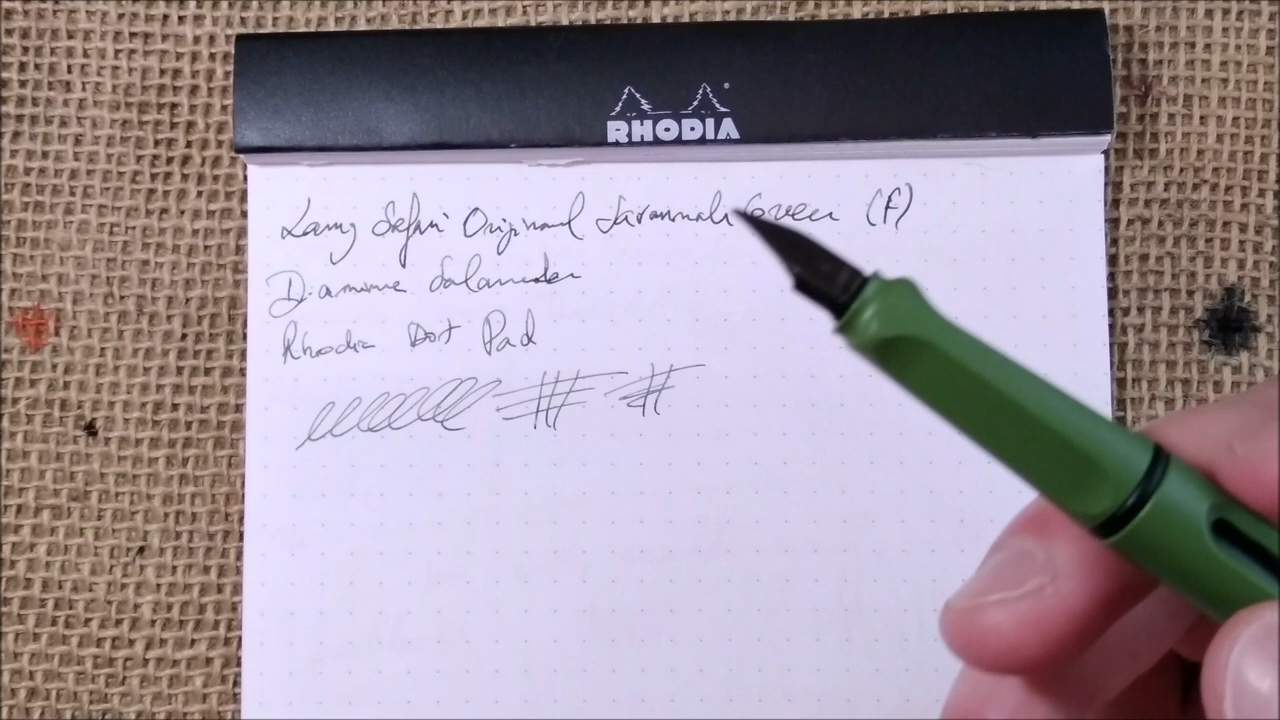 RHODIA
Lamy Safari Original Savannah Green (F)
Diamine Salamander
Rhodia Dot Pad